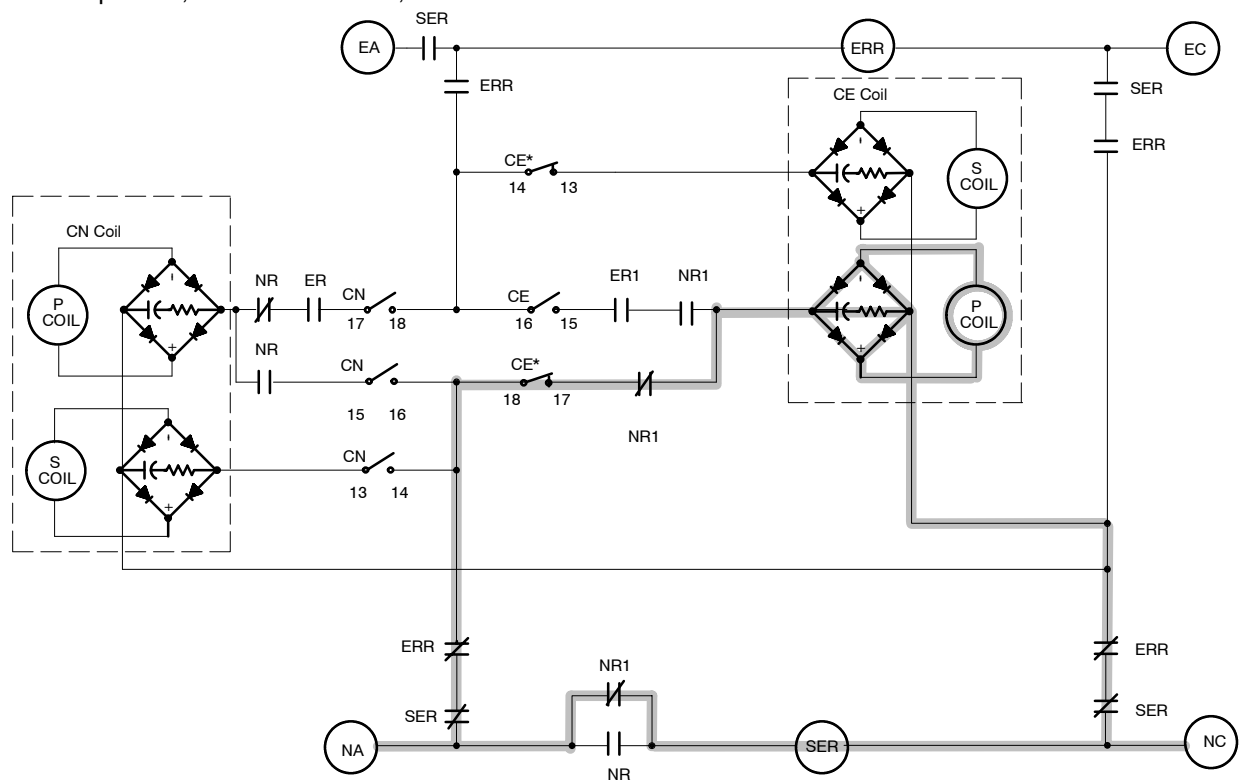 SER
EA
ERR
EC
ERR
CE Coil
SER
ERR
CE*
14 13
S
COIL
CN Coil
P
COIL
NR
ER
CN
17 18
CE
16 15
ER1
NR1
P
COIL
NR
CN
15 16
CE*
18 17
NR1
S
COIL
CN
13 14
ERR
SER
NR1
ERR
SER
NA
NR
SER
NC